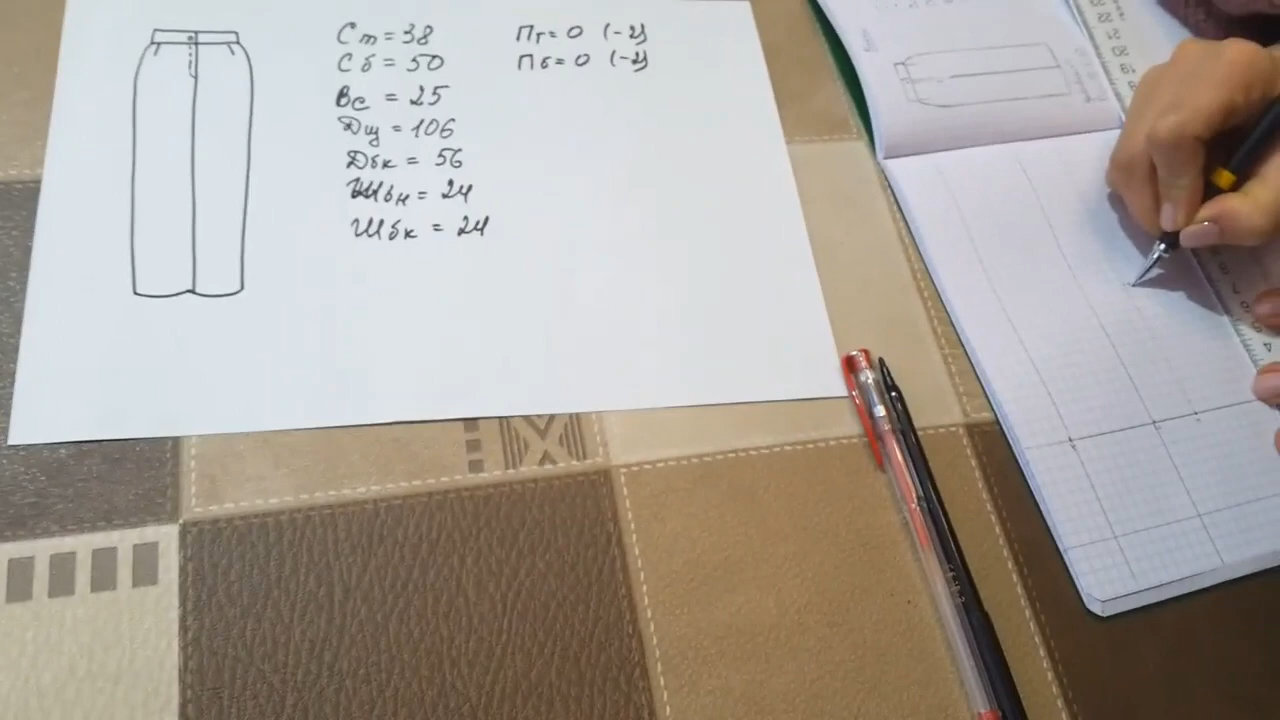 Ст = 38
Сб = 50
Вс = 25
Дщ = 106
Дбк = 56
Шбн = 24
Шбк = 24
Пт = 0 (-2)
Пб = 0 (-2)